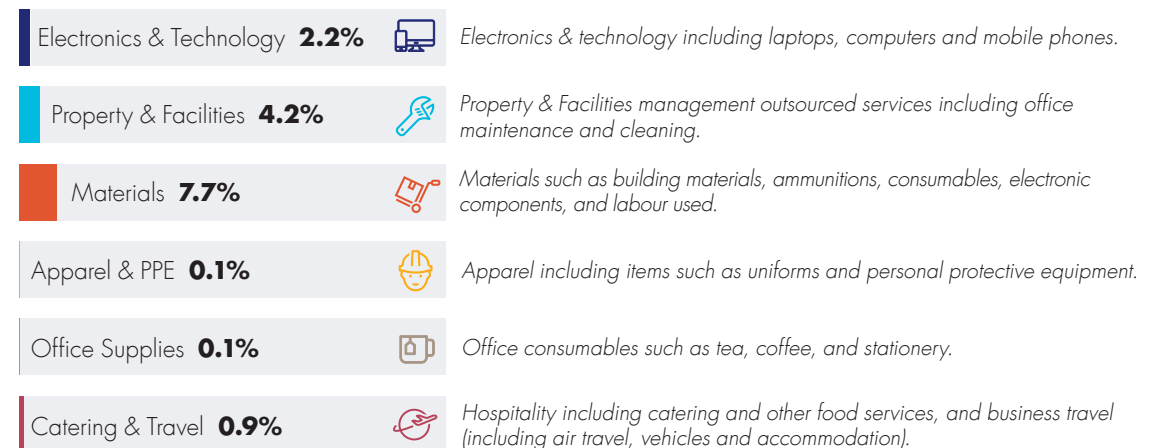 Electronics & Technology 2.2%
Electronics & technology including laptops, computers and mobile phones.
Property & Facilities 4.2%
Property & Facilities management outsourced services including office
maintenance and cleaning.
Materials 7.7%
Materials such as building materials, ammunitions, consumables, electronic
components, and labour used.
Apparel & PPE 0.1%
Apparel including items such as uniforms and personal protective equipment.
Office Supplies 0.1%
Office consumables such as tea, coffee, and stationery.
Catering & Travel 0.9%
Hospitality including catering and other food services, and business travel
(including air travel, vehicles and accommodation).